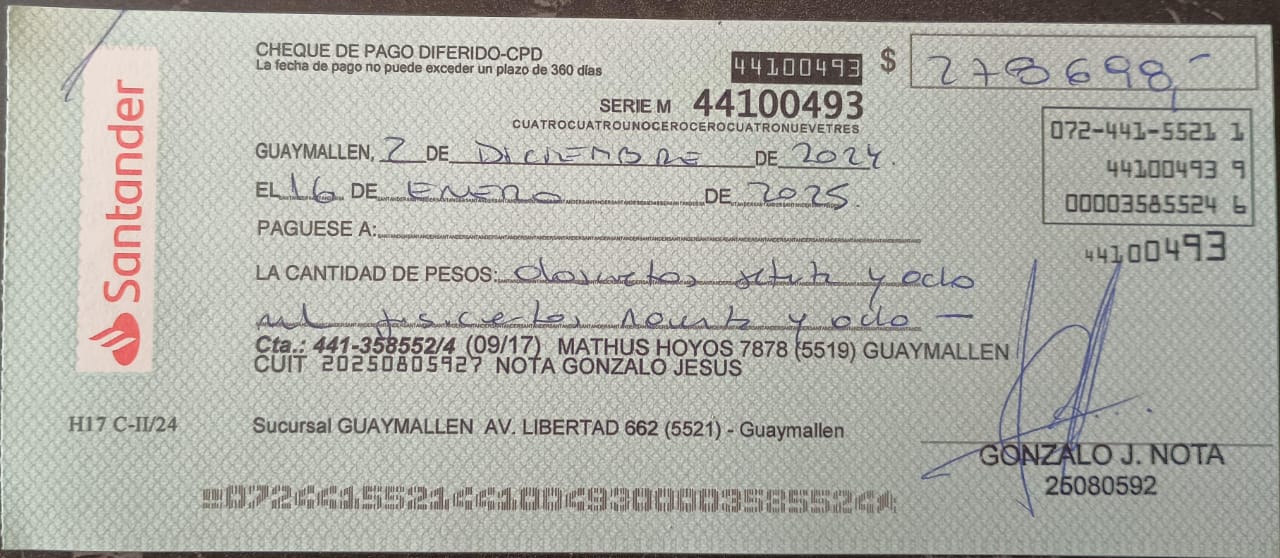 Santander
CHEQUE DE PAGO DIFERIDO-CPD
La fecha de pago no puede exceder un plazo de 360 días
44100493
$ 278698,-
SERIE M 44100493
CUATROCUATROUNOCEROCEROCUATRONUEVETRES
072-441-5521 1
44100493 9
00003585524 6
44100493
GUAYMALLEN, 2 DE DICIEMBRE DE 2024.
EL 16 DE ENERO DE 2025.
PAGUESE A:
LA CANTIDAD DE PESOS: doscientos setenta y ocho
mil seiscientos noventa y ocho —
Cta.: 441-358552/4 (09/17) MATHUS HOYOS 7878 (5519) GUAYMALLEN
CUIT 20250805927 NOTA GONZALO JESUS
H17 C-II/24
Sucursal GUAYMALLEN AV. LIBERTAD 662 (5521) - Guaymallen
GONZALO J. NOTA
25080592
07244155214410049300003585524